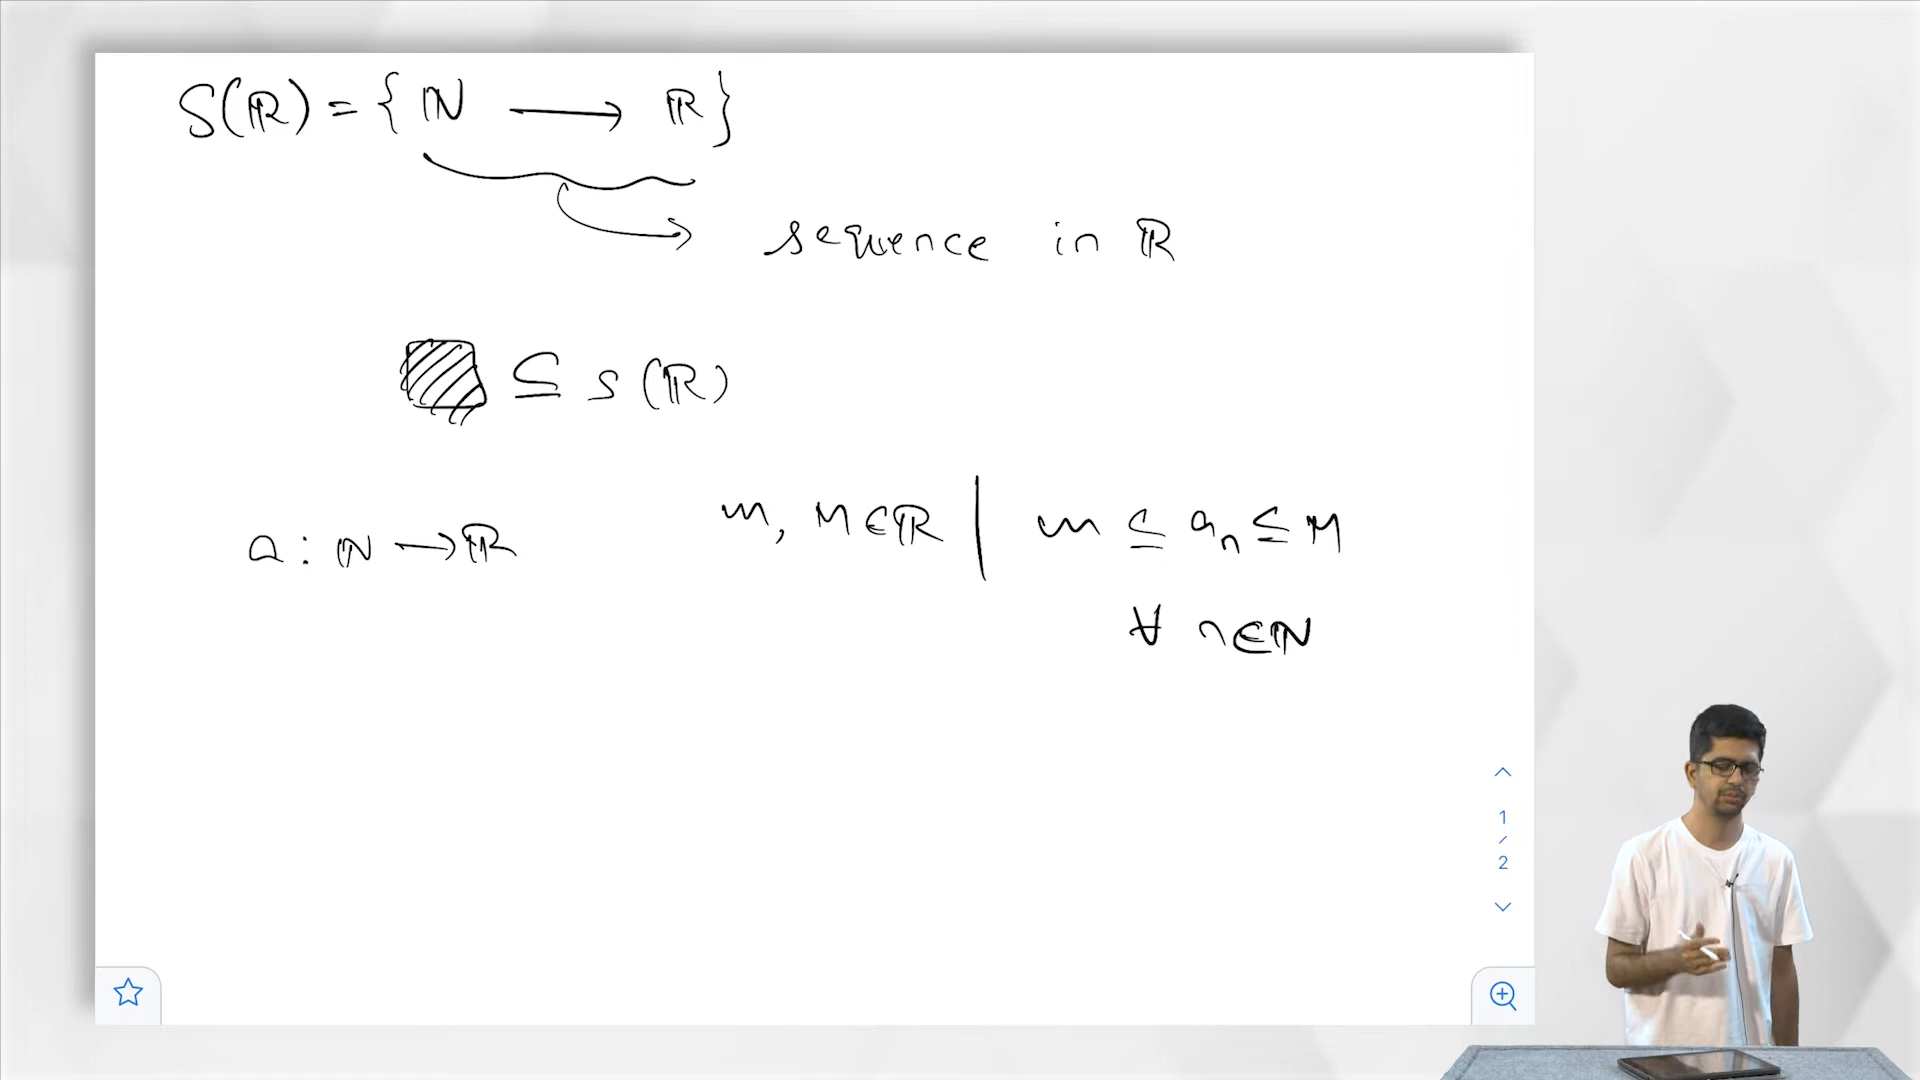 S(ℝ) = { ℕ ⟶ ℝ }
sequence in ℝ
⊆ S(ℝ)
a : ℕ ⟶ ℝ
m, M ∈ ℝ | m ≤ aₙ ≤ M
∀ n ∈ ℕ
1
/
2